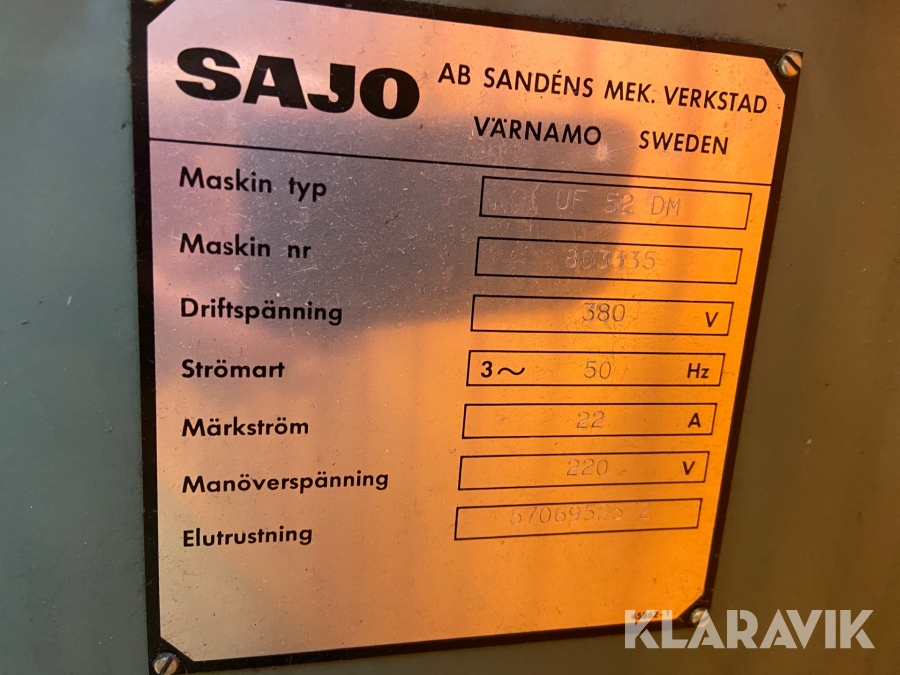 SAJO AB SANDÉNS MEK. VERKSTAD
VÄRNAMO SWEDEN
Maskin typ UF 52 DM
Maskin nr
Driftspänning 380 V
Strömart 3~ 50 Hz
Märkström 22 A
Manöverspänning 220 V
Elutrustning
KLARAVIK